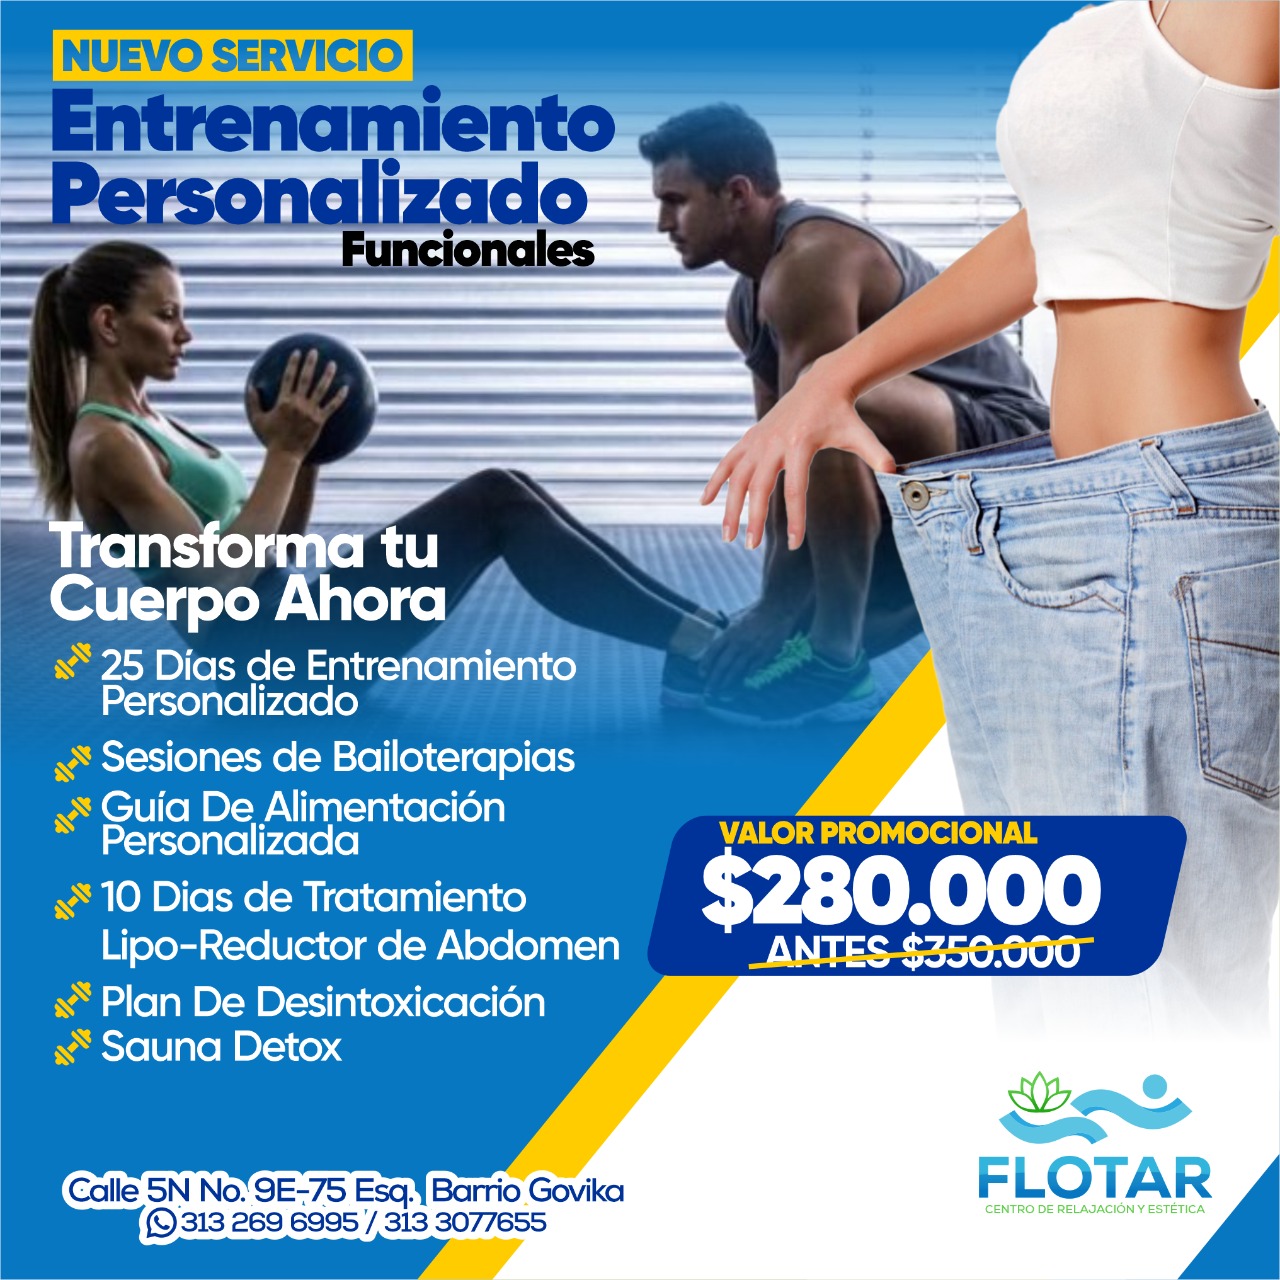 NUEVO SERVICIO
Entrenamiento
Personalizado
Funcionales
Transforma tu
Cuerpo Ahora
25 Días de Entrenamiento
Personalizado
Sesiones de Bailoterapias
Guía De Alimentación
Personalizada
10 Dias de Tratamiento
Lipo-Reductor de Abdomen
Plan De Desintoxicación
Sauna Detox
VALOR PROMOCIONAL
$280.000
ANTES $350.000
Calle 5N No. 9E-75 Esq. Barrio Govika
313 269 6995 / 313 3077655
FLOTAR
CENTRO DE RELAJACIÓN Y ESTÉTICA